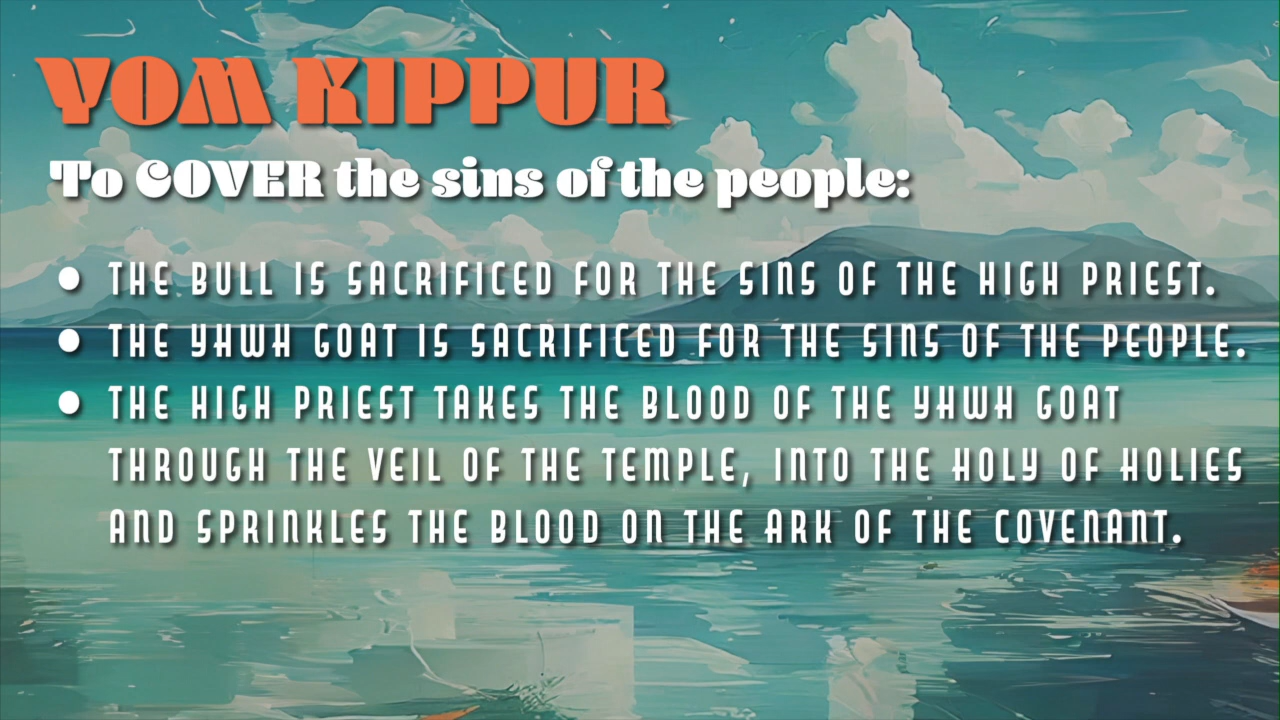 YOM KIPPUR
To COVER the sins of the people:
• THE BULL IS SACRIFICED FOR THE SINS OF THE HIGH PRIEST.
• THE YHWH GOAT IS SACRIFICED FOR THE SINS OF THE PEOPLE.
• THE HIGH PRIEST TAKES THE BLOOD OF THE YHWH GOAT
THROUGH THE VEIL OF THE TEMPLE, INTO THE HOLY OF HOLIES
AND SPRINKLES THE BLOOD ON THE ARK OF THE COVENANT.